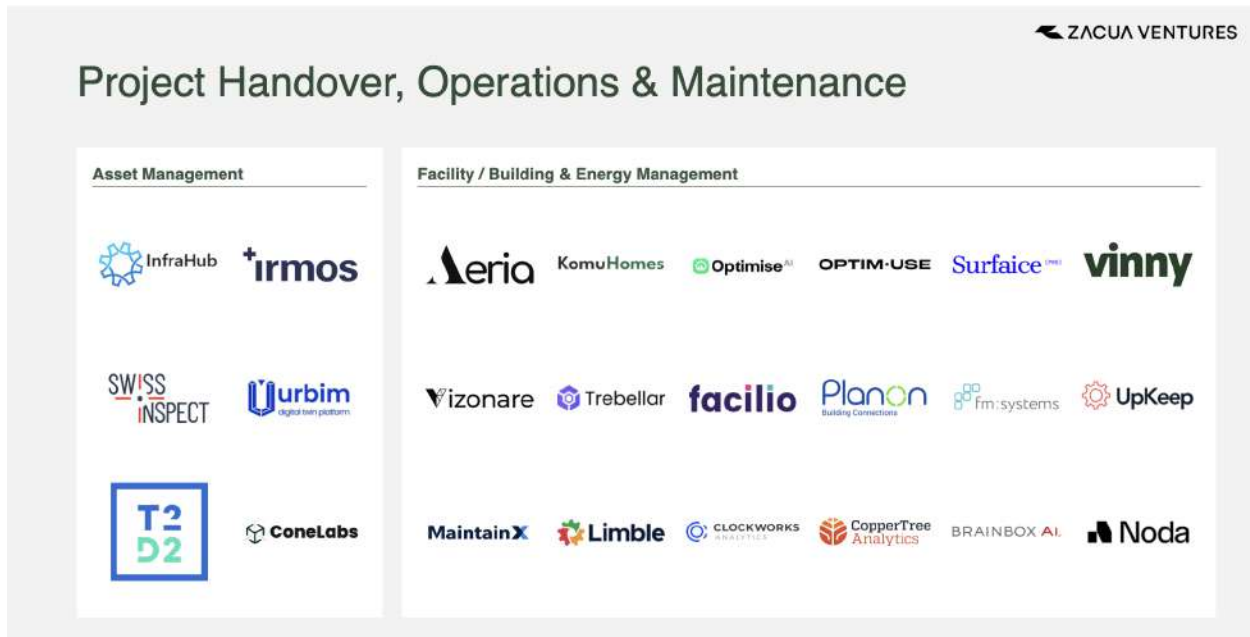 ZACUA VENTURES
Project Handover, Operations & Maintenance
Asset Management
InfraHub
+irmos
SWISS
iNSPECT
urbim
digital twin platform
T2
D2
ConeLabs
Facility / Building & Energy Management
Aeria
KomuHomes
Optimise AI
OPTIM·USE
Surfaice
vinny
Vizonare
Trebellar
facilio
Planon
Building Connections
fm:systems
UpKeep
MaintainX
Limble
CLOCKWORKS
ANALYTICS
CopperTree
Analytics
BRAINBOX AI.
Noda